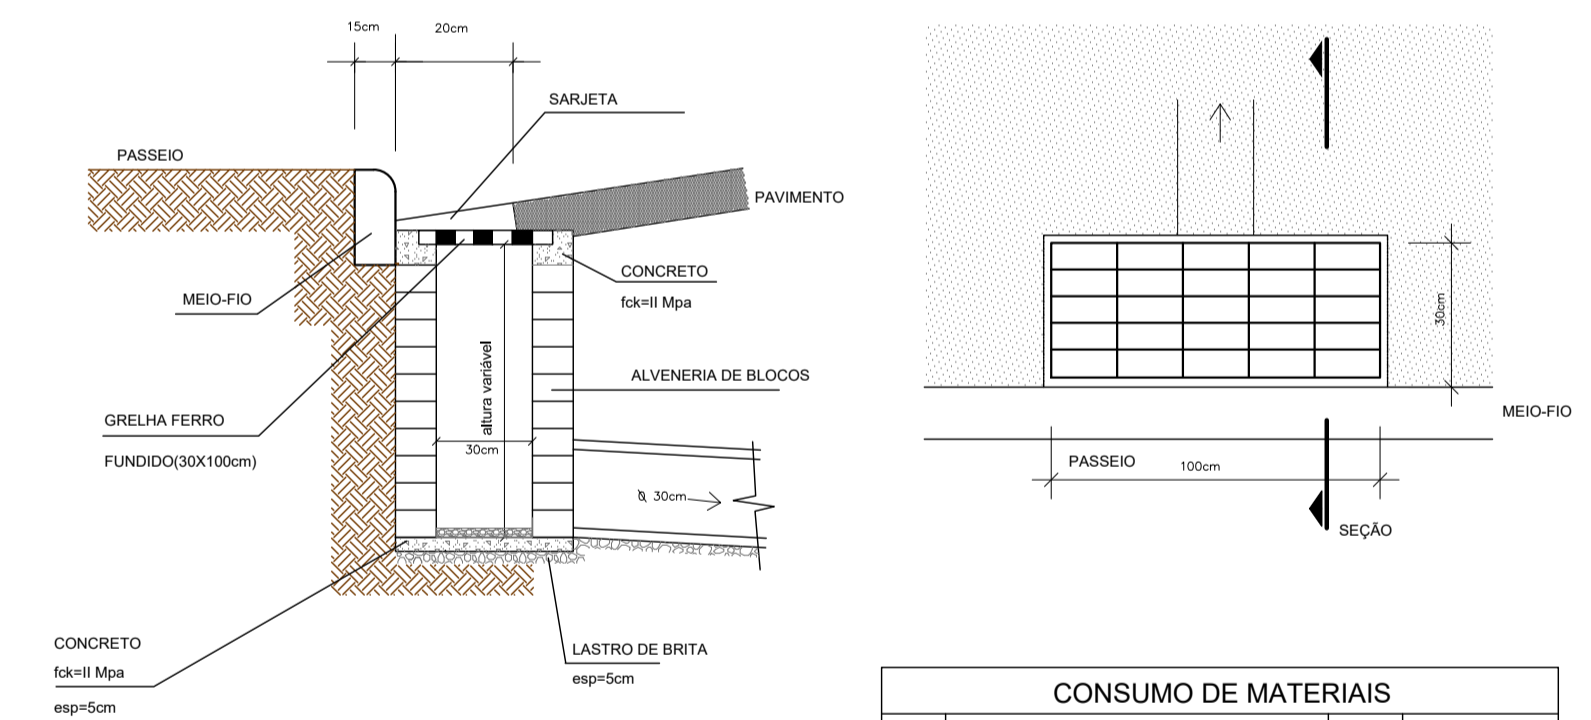 15cm
20cm
SARJETA
PASSEIO
PAVIMENTO
CONCRETO
fck=II Mpa
MEIO-FIO
altura variável
ALVENERIA DE BLOCOS
GRELHA FERRO
FUNDIDO(30X100cm)
30cm
Ø 30cm
CONCRETO
fck=II Mpa
esp=5cm
LASTRO DE BRITA
esp=5cm
30cm
MEIO-FIO
PASSEIO
100cm
SEÇÃO
CONSUMO DE MATERIAIS